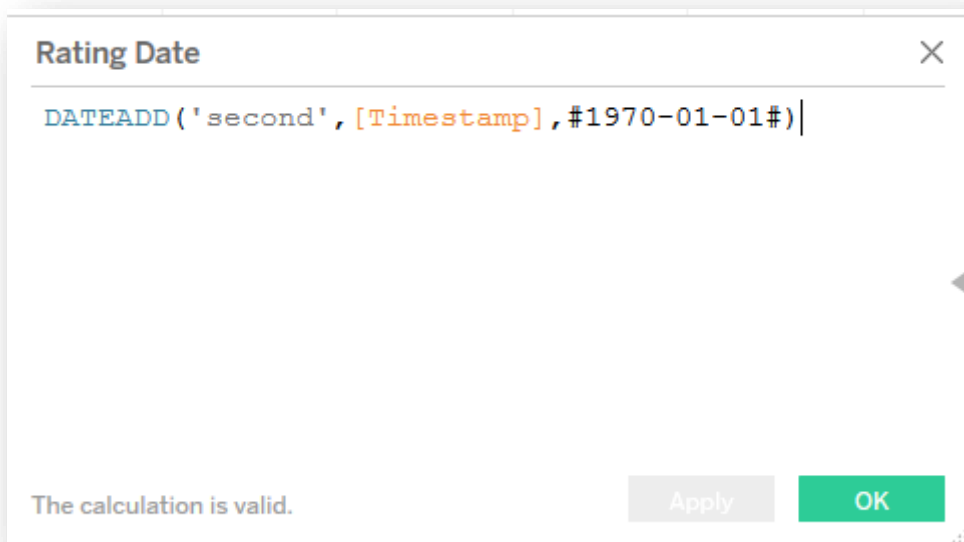 Rating Date
DATEADD('second',[Timestamp],#1970-01-01#)
The calculation is valid.
Apply
OK